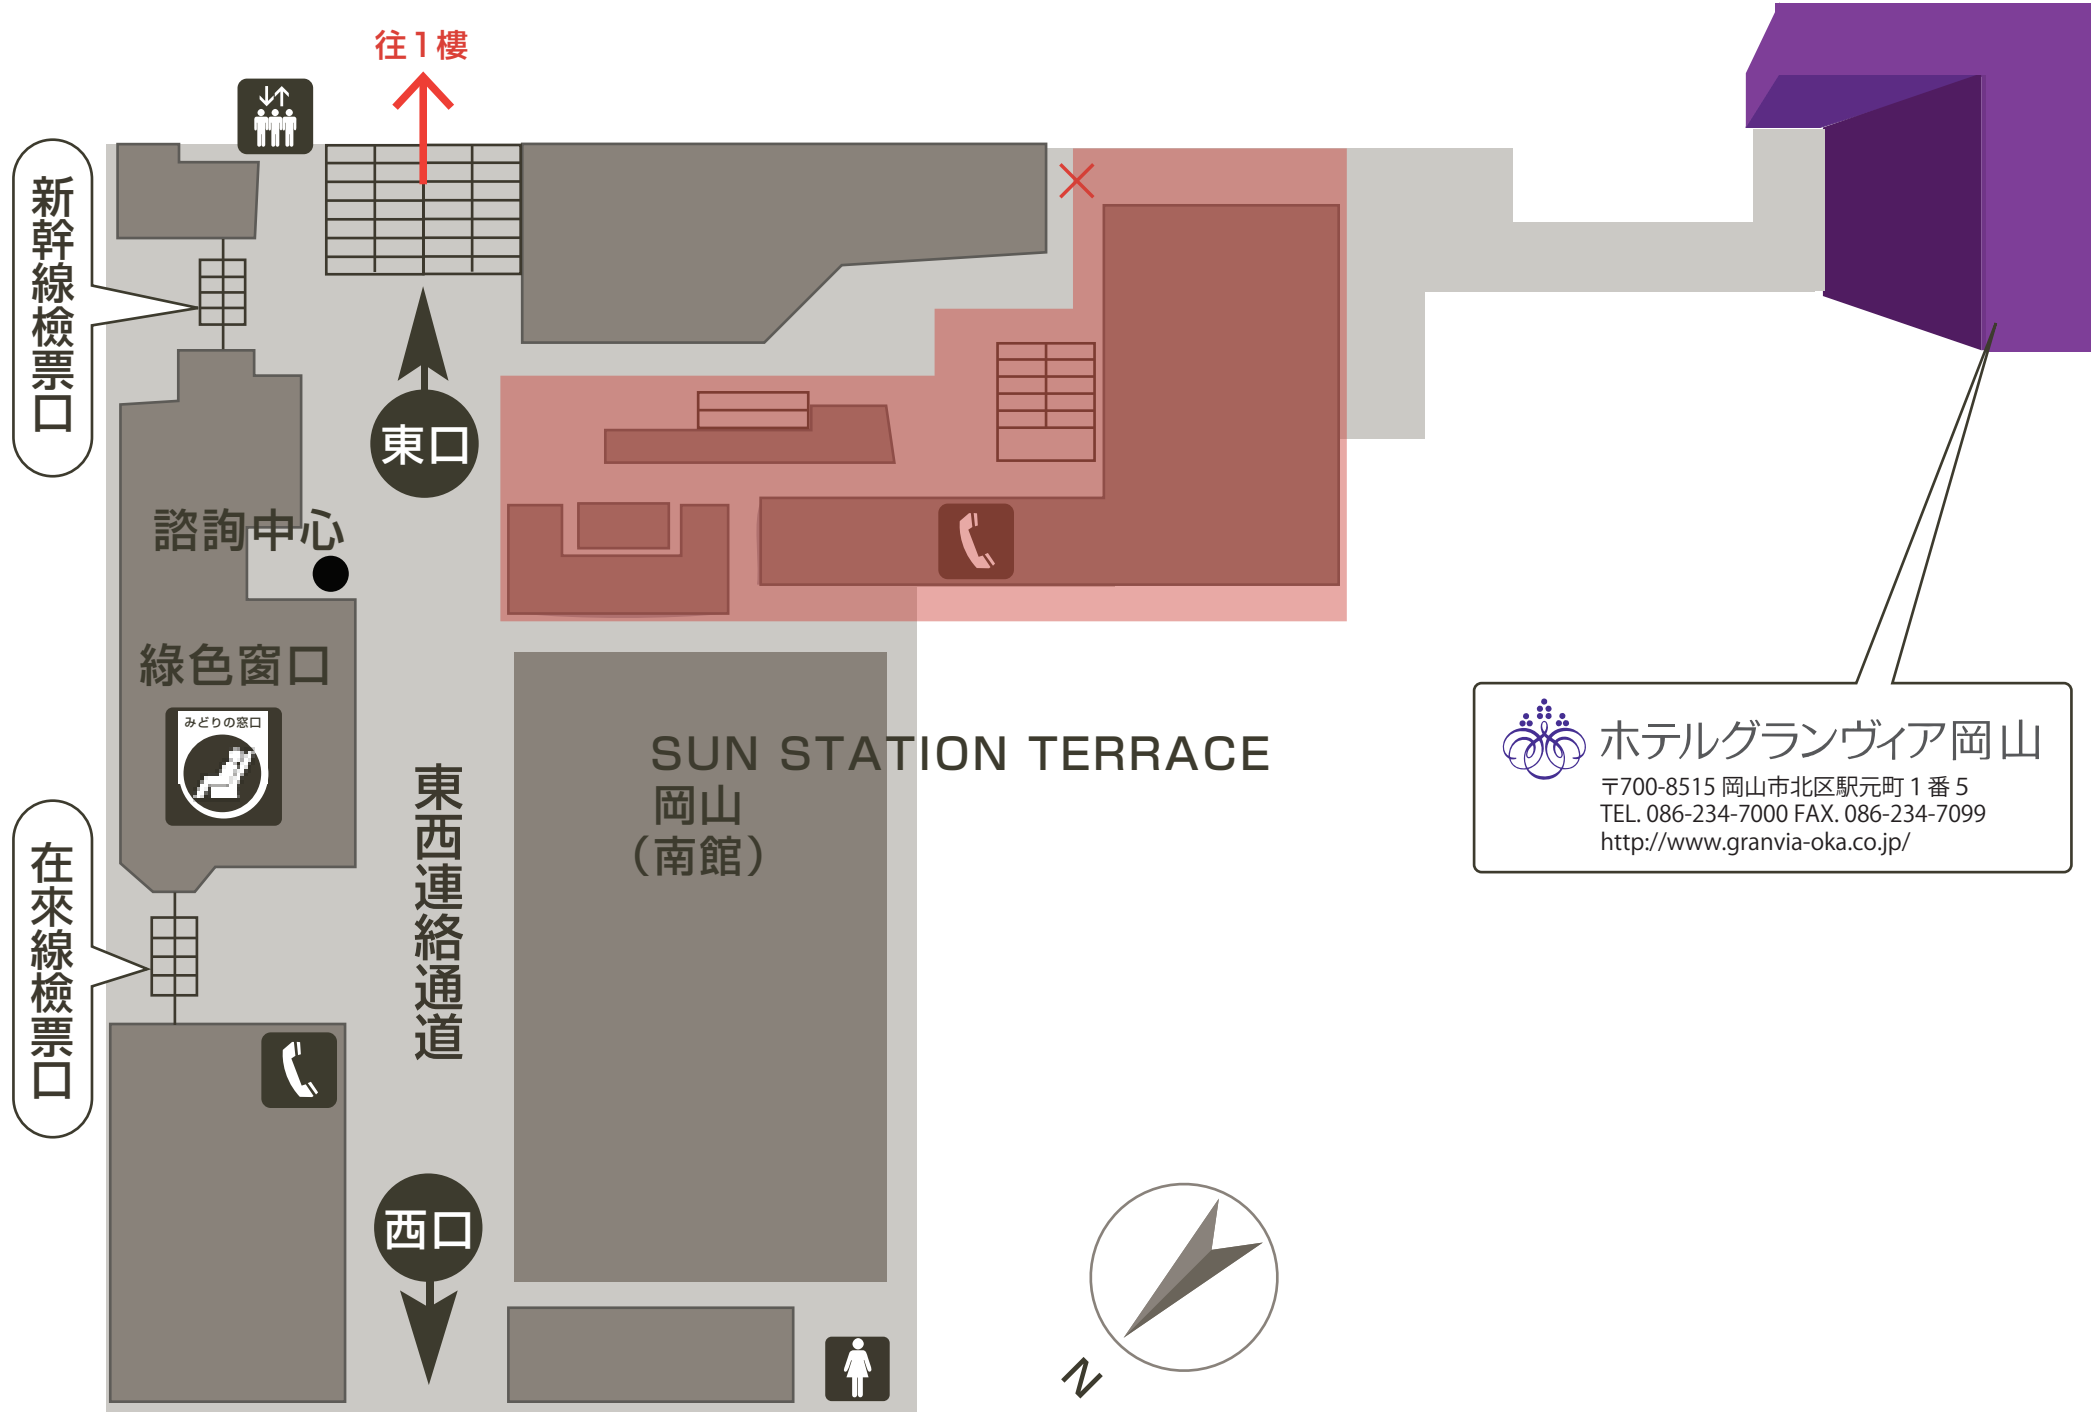 往1樓
新幹線檢票口
東口
諮詢中心
綠色窗口
みどりの窓口
在來線檢票口
東西連絡通道
SUN STATION TERRACE
岡山
（南館）
西口
ホテルグランヴィア岡山
〒700-8515 岡山市北区駅元町 1 番 5
TEL. 086-234-7000 FAX. 086-234-7099
http://www.granvia-oka.co.jp/
N